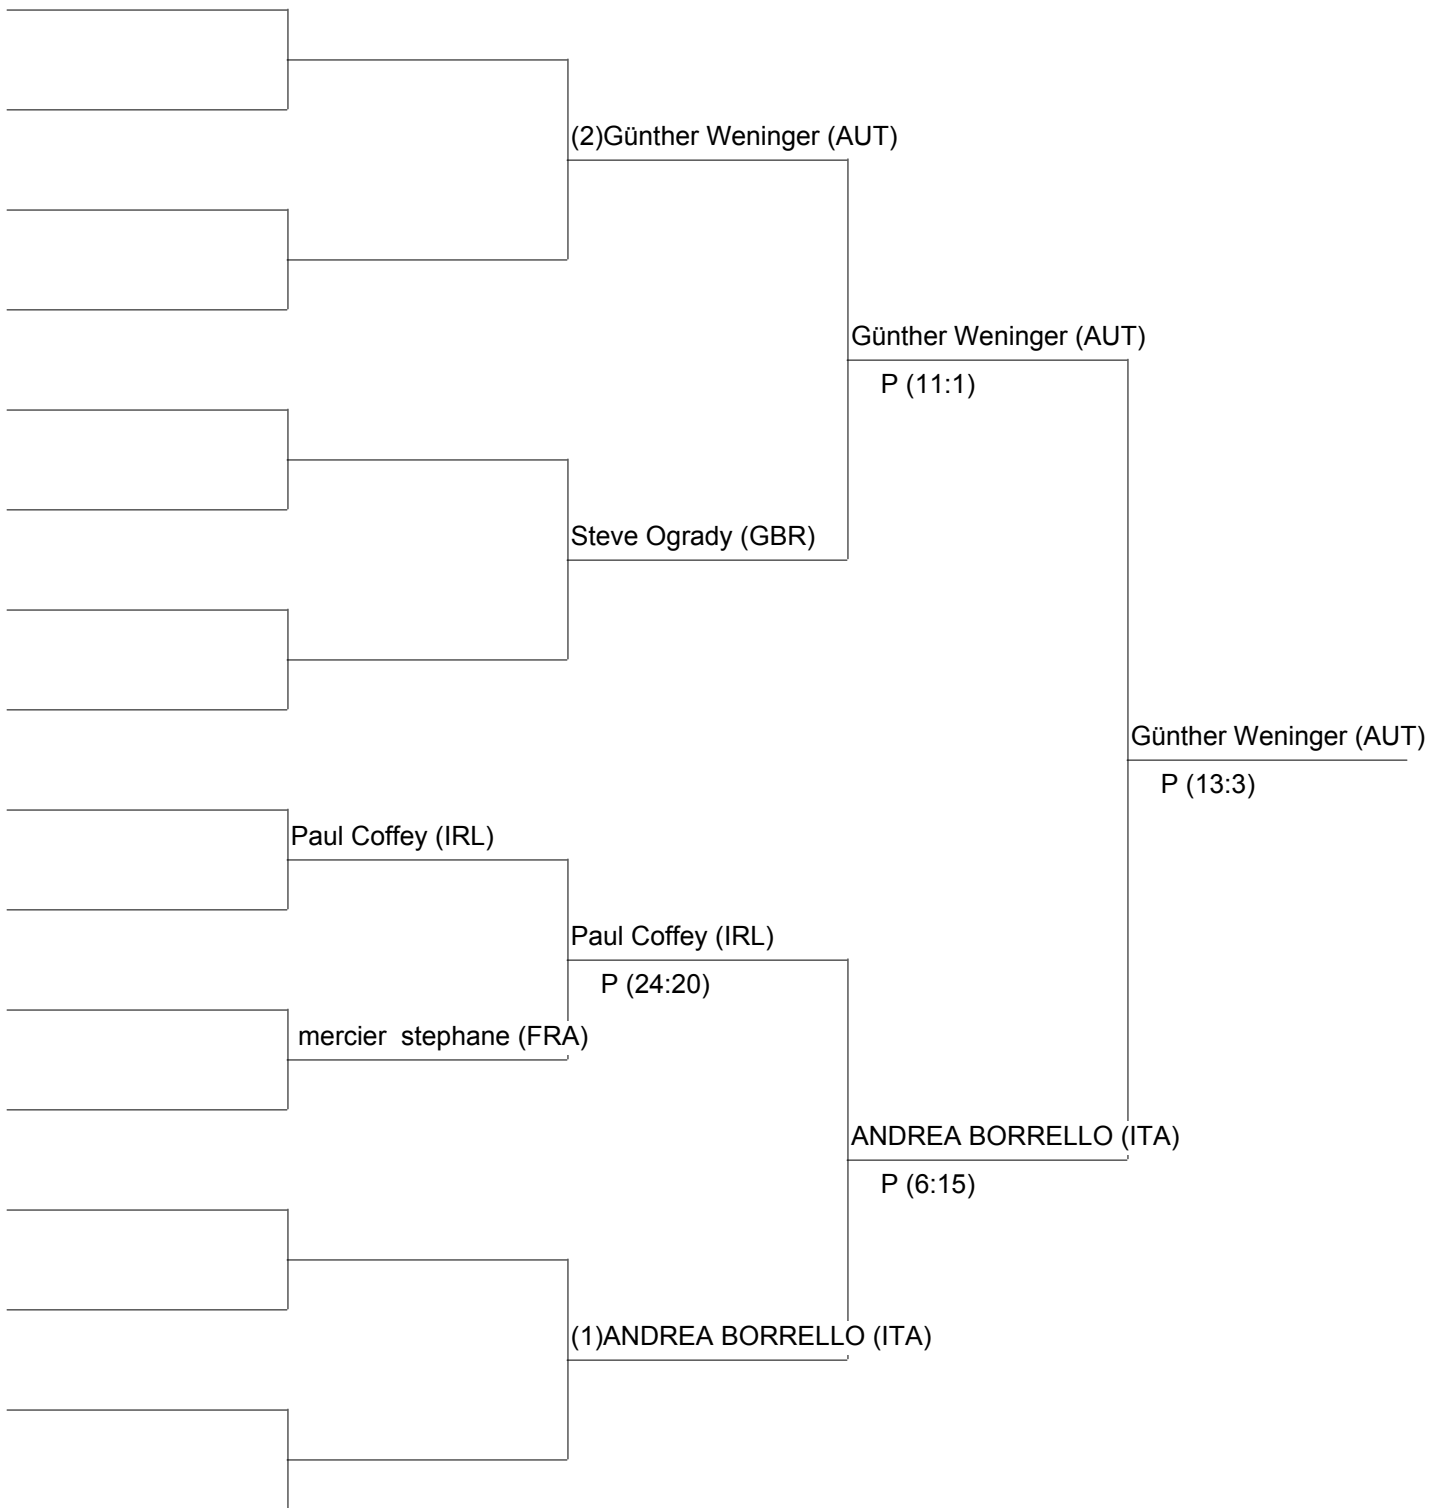 (2)Günther Weninger (AUT)
Günther Weninger (AUT)
P (11:1)
Steve Ogrady (GBR)
Günther Weninger (AUT)
P (13:3)
Paul Coffey (IRL)
Paul Coffey (IRL)
P (24:20)
mercier  stephane (FRA)
ANDREA BORRELLO (ITA)
P (6:15)
(1)ANDREA BORRELLO (ITA)